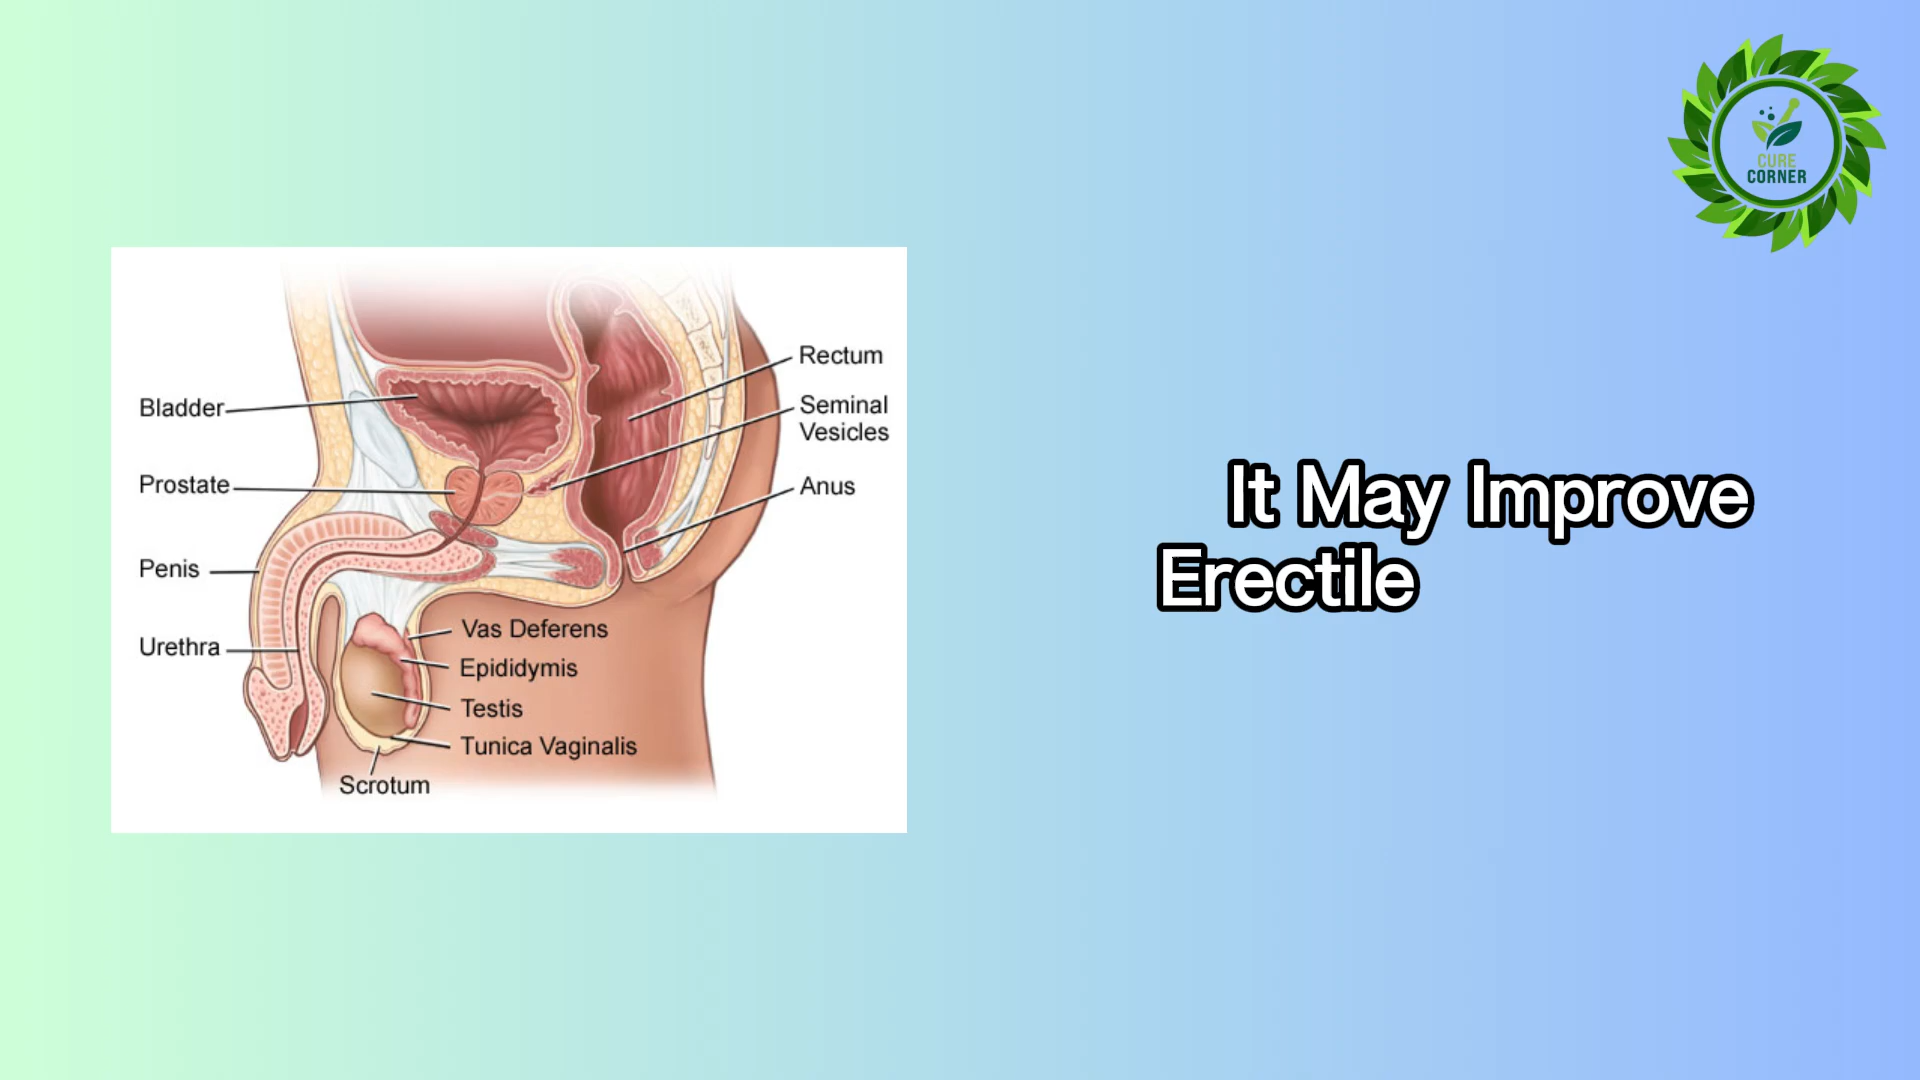 CURE
CORNER
Rectum
Seminal
Vesicles
Bladder
Prostate
Anus
Penis
Urethra
Vas Deferens
Epididymis
Testis
Tunica Vaginalis
Scrotum
It May Improve
Erectile